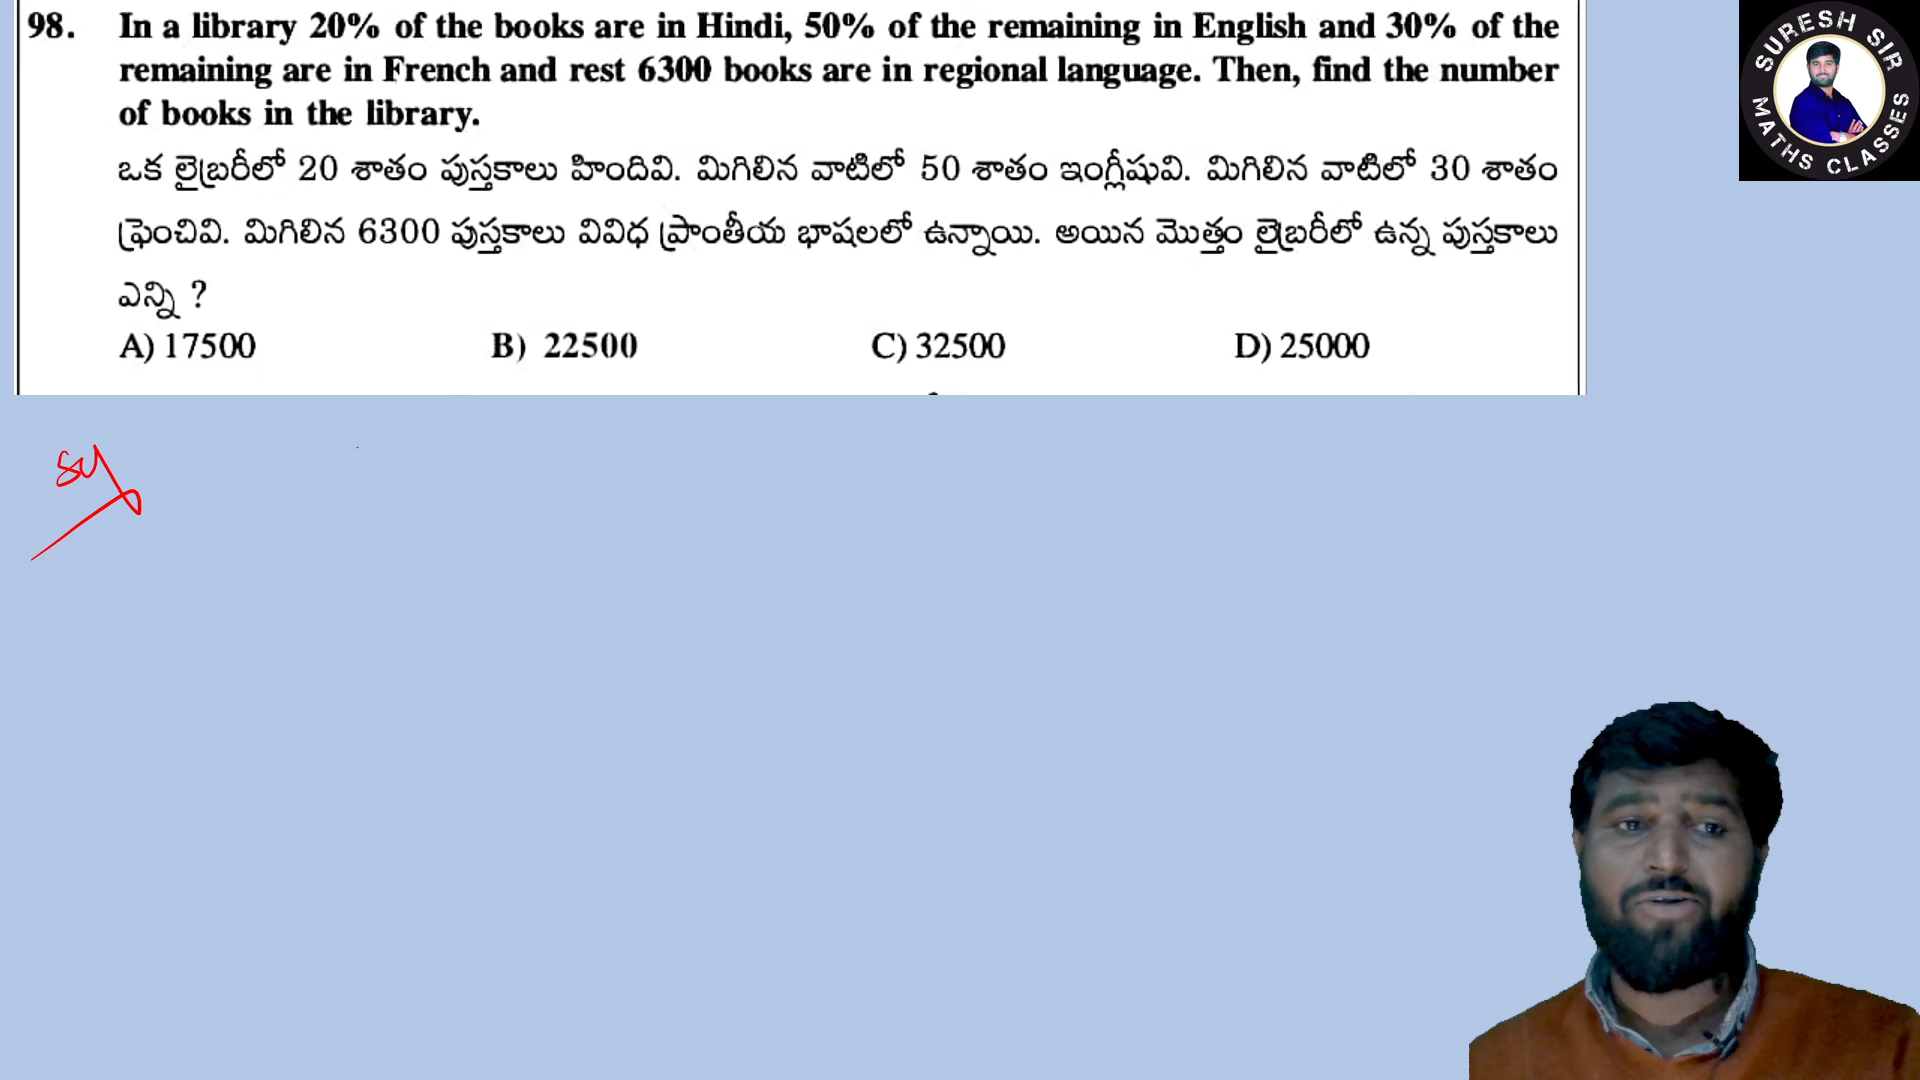 98. In a library 20% of the books are in Hindi, 50% of the remaining in English and 30% of the
remaining are in French and rest 6300 books are in regional language. Then, find the number
of books in the library.
ఒక లైబ్రరీలో 20 శాతం పుస్తకాలు హిందివి. మిగిలిన వాటిలో 50 శాతం ఇంగ్లీషువి. మిగిలిన వాటిలో 30 శాతం
ఫ్రెంచివి. మిగిలిన 6300 పుస్తకాలు వివిధ ప్రాంతీయ భాషలలో ఉన్నాయి. అయిన మొత్తం లైబ్రరీలో ఉన్న పుస్తకాలు
ఎన్ని ?
A) 17500 B) 22500 C) 32500 D) 25000
SURESH SIR
MATHS CLASSES